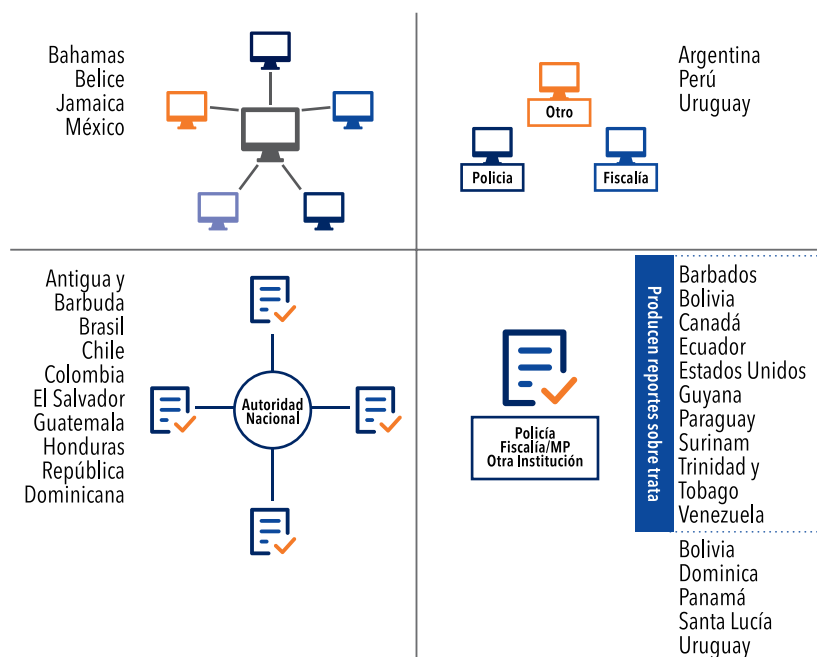 Bahamas
Belice
Jamaica
México
Otro
Policia
Fiscalía
Argentina
Perú
Uruguay
Antigua y
Barbuda
Brasil
Chile
Colombia
El Salvador
Guatemala
Honduras
República
Dominicana
Autoridad
Nacional
Policía
Fiscalía/MP
Otra Institución
Producen reportes sobre trata
Barbados
Bolivia
Canadá
Ecuador
Estados Unidos
Guyana
Paraguay
Surinam
Trinidad y
Tobago
Venezuela
Bolivia
Dominica
Panamá
Santa Lucía
Uruguay